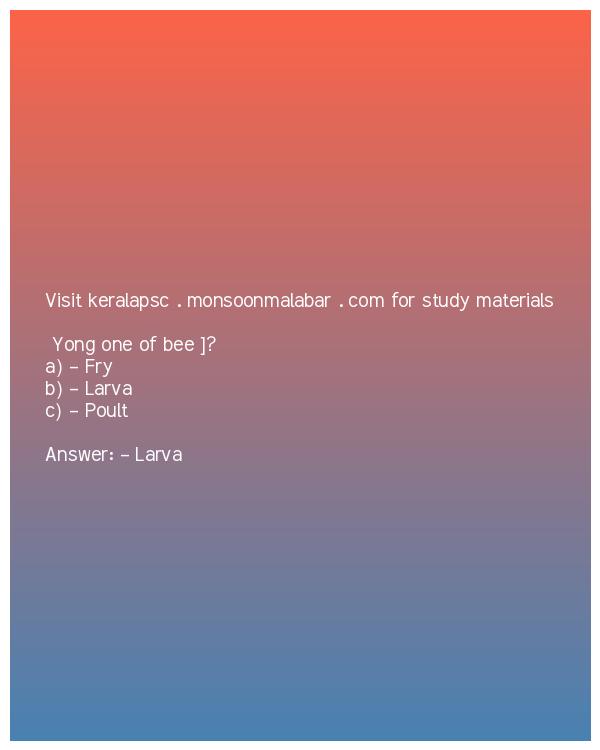 Visit keralapsc . monsoonmalabar . com for study materials
Yong one of bee ]?
a) - Fry
b) - Larva
c) - Poult
Answer: - Larva